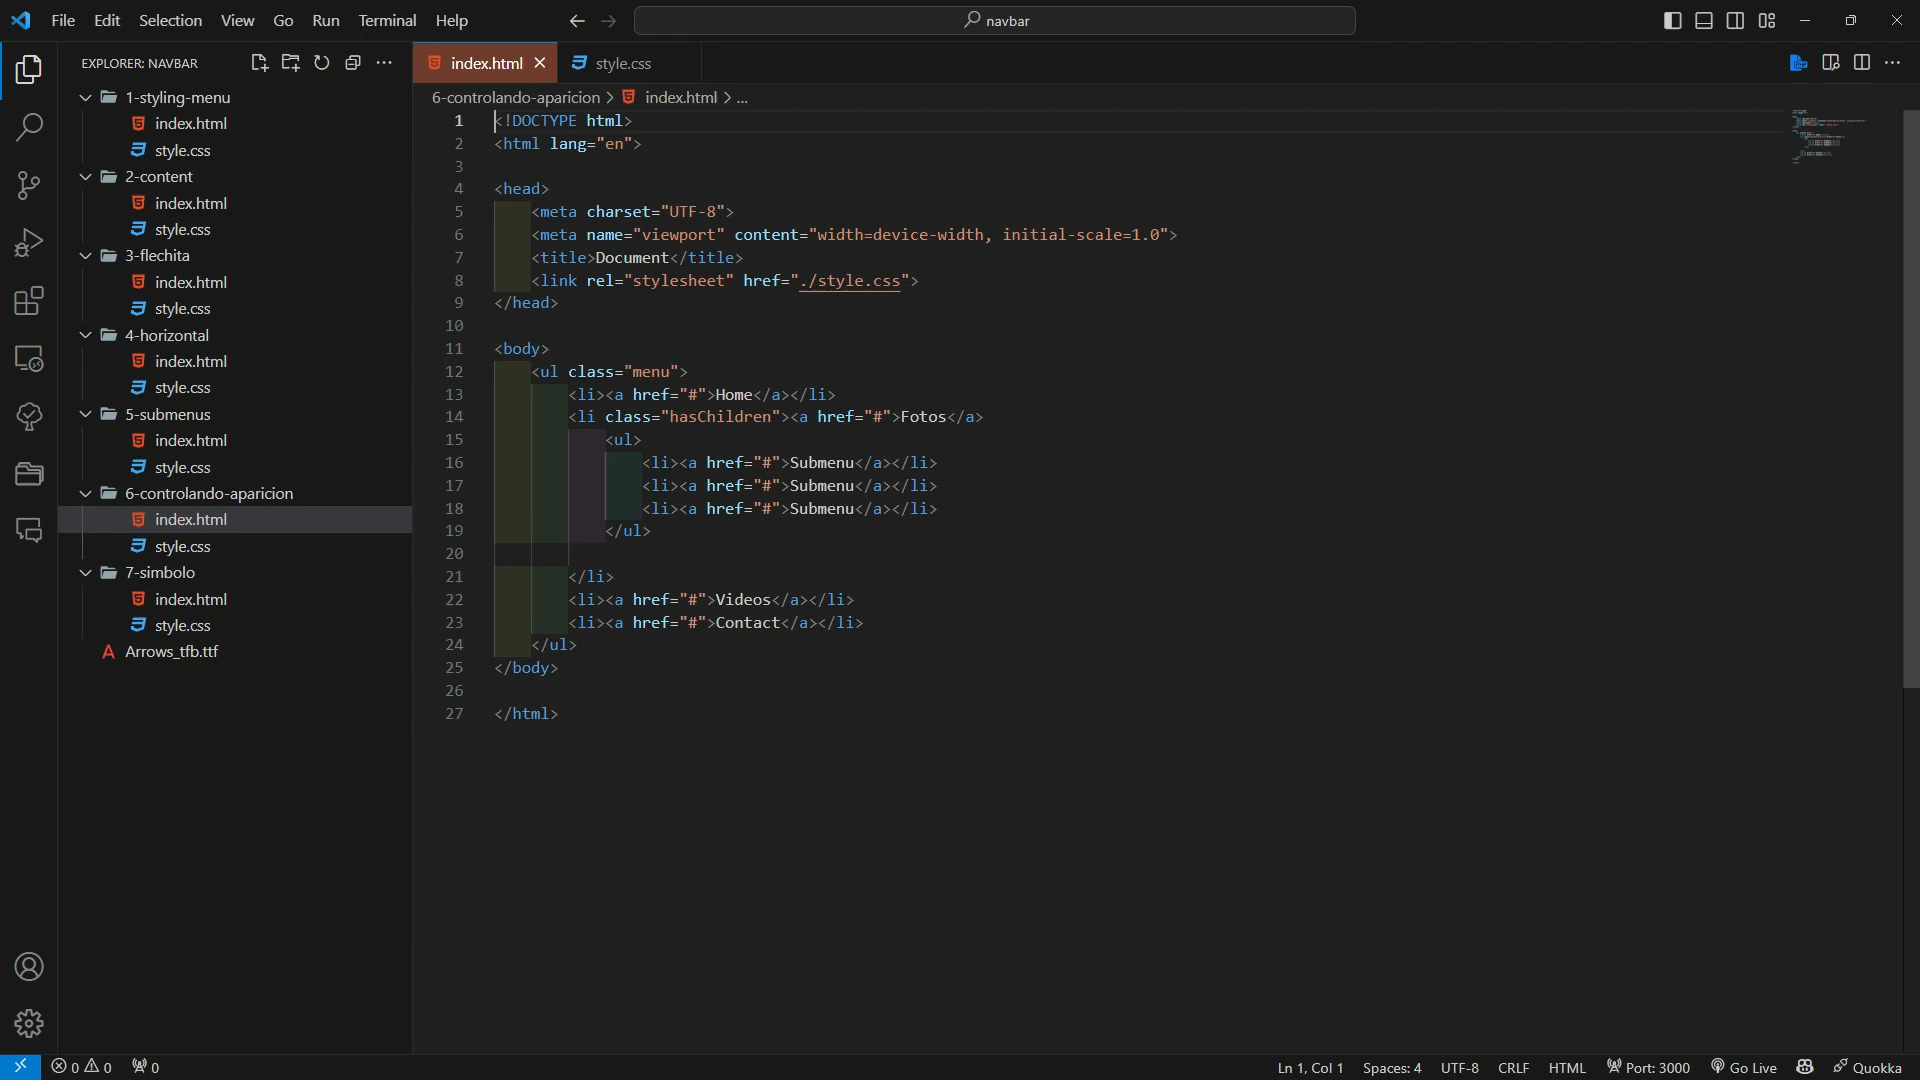 File Edit Selection View Go Run Terminal Help
navbar
EXPLORER: NAVBAR
1-styling-menu
index.html
style.css
2-content
index.html
style.css
3-flechita
index.html
style.css
4-horizontal
index.html
style.css
5-submenus
index.html
style.css
6-controlando-aparicion
index.html
style.css
7-simbolo
index.html
style.css
Arrows_tfb.ttf
index.html
style.css
6-controlando-aparicion > index.html > ...
1 <!DOCTYPE html>
2 <html lang="en">
3
4 <head>
5 <meta charset="UTF-8">
6 <meta name="viewport" content="width=device-width, initial-scale=1.0">
7 <title>Document</title>
8 <link rel="stylesheet" href="./style.css">
9 </head>
10
11 <body>
12 <ul class="menu">
13 <li><a href="#">Home</a></li>
14 <li class="hasChildren"><a href="#">Fotos</a>
15 <ul>
16 <li><a href="#">Submenu</a></li>
17 <li><a href="#">Submenu</a></li>
18 <li><a href="#">Submenu</a></li>
19 </ul>
20
21 </li>
22 <li><a href="#">Videos</a></li>
23 <li><a href="#">Contact</a></li>
24 </ul>
25 </body>
26
27 </html>
0 0 0 Ln 1, Col 1 Spaces: 4 UTF-8 CRLF HTML Port: 3000 Go Live Quokka